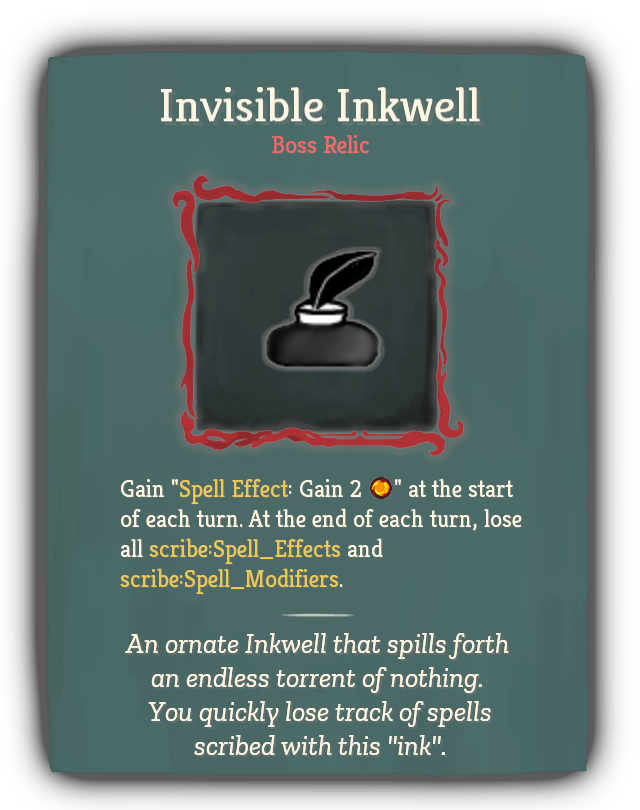 Invisible Inkwell
Boss Relic
Gain "Spell Effect: Gain 2 " at the start
of each turn. At the end of each turn, lose
all scribe:Spell_Effects and
scribe:Spell_Modifiers.
An ornate Inkwell that spills forth
an endless torrent of nothing.
You quickly lose track of spells
scribed with this "ink".